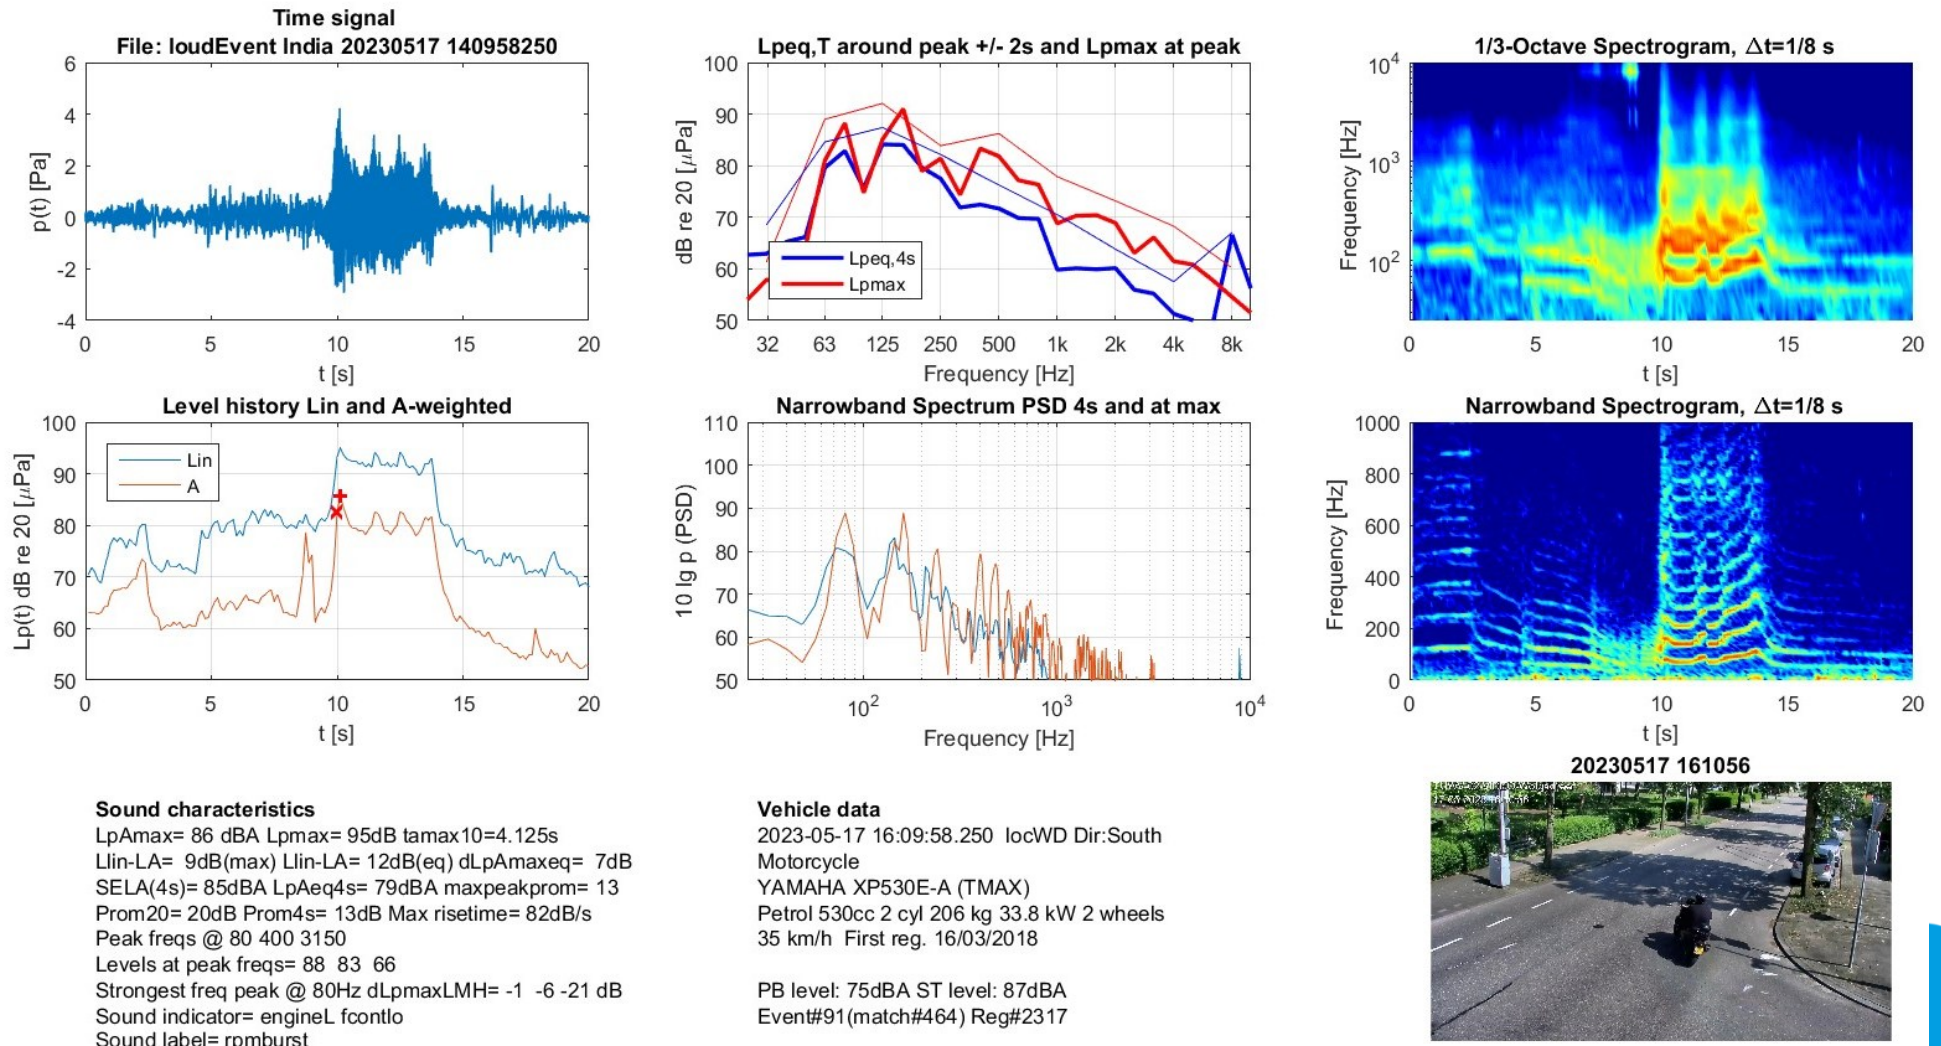 Time signal
File: loudEvent India 20230517 140958250
6
4
2
0
-2
-4
p(t) [Pa]
0 5 10 15 20
t [s]
Lpeq,T around peak +/- 2s and Lpmax at peak
100
90
80
70
60
50
dB re 20 [μPa]
Lpeq,4s
Lpmax
32 63 125 250 500 1k 2k 4k 8k
Frequency [Hz]
1/3-Octave Spectrogram, Δt=1/8 s
10^4
10^3
10^2
Frequency [Hz]
0 5 10 15 20
t [s]
Level history Lin and A-weighted
100
90
80
70
60
50
Lp(t) dB re 20 [μPa]
Lin
A
0 5 10 15 20
t [s]
Narrowband Spectrum PSD 4s and at max
110
100
90
80
70
60
50
10 lg p (PSD)
10^2 10^3 10^4
Frequency [Hz]
Narrowband Spectrogram, Δt=1/8 s
1000
800
600
400
200
0
Frequency [Hz]
0 5 10 15 20
t [s]
Sound characteristics
LpAmax= 86 dBA Lpmax= 95dB tamax10=4.125s
Llin-LA= 9dB(max) Llin-LA= 12dB(eq) dLpAmaxeq= 7dB
SELA(4s)= 85dBA LpAeq4s= 79dBA maxpeakprom= 13
Prom20= 20dB Prom4s= 13dB Max risetime= 82dB/s
Peak freqs @ 80 400 3150
Levels at peak freqs= 88 83 66
Strongest freq peak @ 80Hz dLpmaxLMH= -1 -6 -21 dB
Sound indicator= engineL fcontlo
Sound label= rpmburst
Vehicle data
2023-05-17 16:09:58.250 locWD Dir:South
Motorcycle
YAMAHA XP530E-A (TMAX)
Petrol 530cc 2 cyl 206 kg 33.8 kW 2 wheels
35 km/h First reg. 16/03/2018
PB level: 75dBA ST level: 87dBA
Event#91(match#464) Reg#2317
20230517 161056